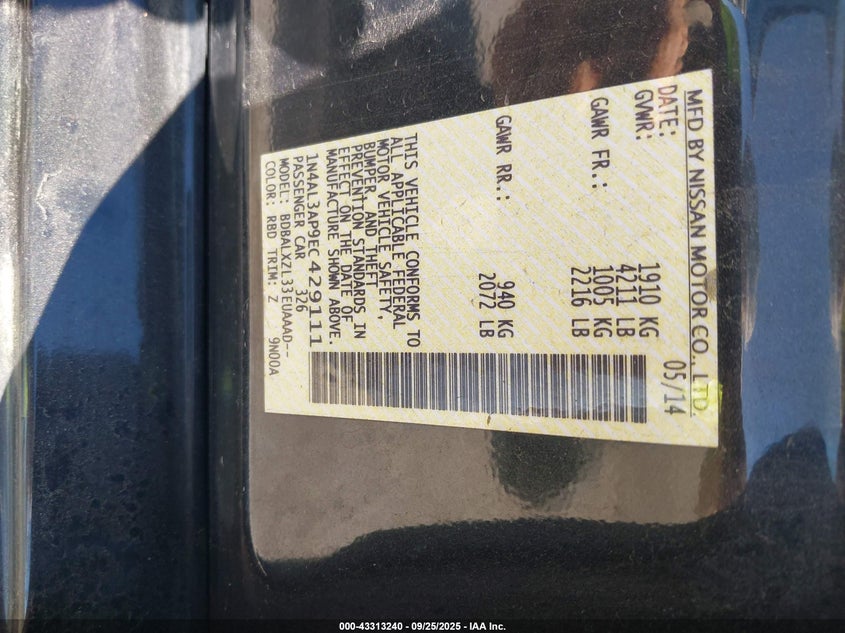 MFD BY NISSAN MOTOR CO., LTD.
DATE: 05/14
GVWR: 1910 KG
4211 LB
GAWR FR.: 1005 KG
2216 LB
GAWR RR.: 940 KG
2072 LB
THIS VEHICLE CONFORMS TO
ALL APPLICABLE FEDERAL
MOTOR VEHICLE SAFETY,
BUMPER, AND THEFT
PREVENTION STANDARDS IN
EFFECT ON THE DATE OF
MANUFACTURE SHOWN ABOVE.
1N4AL3AP9EC429111
PASSENGER CAR 326
MODEL: BDBALXZL33EUAAAD--
COLOR: RBD TRIM: Z 9N00A
000-43313240 - 09/25/2025 - IAA Inc.